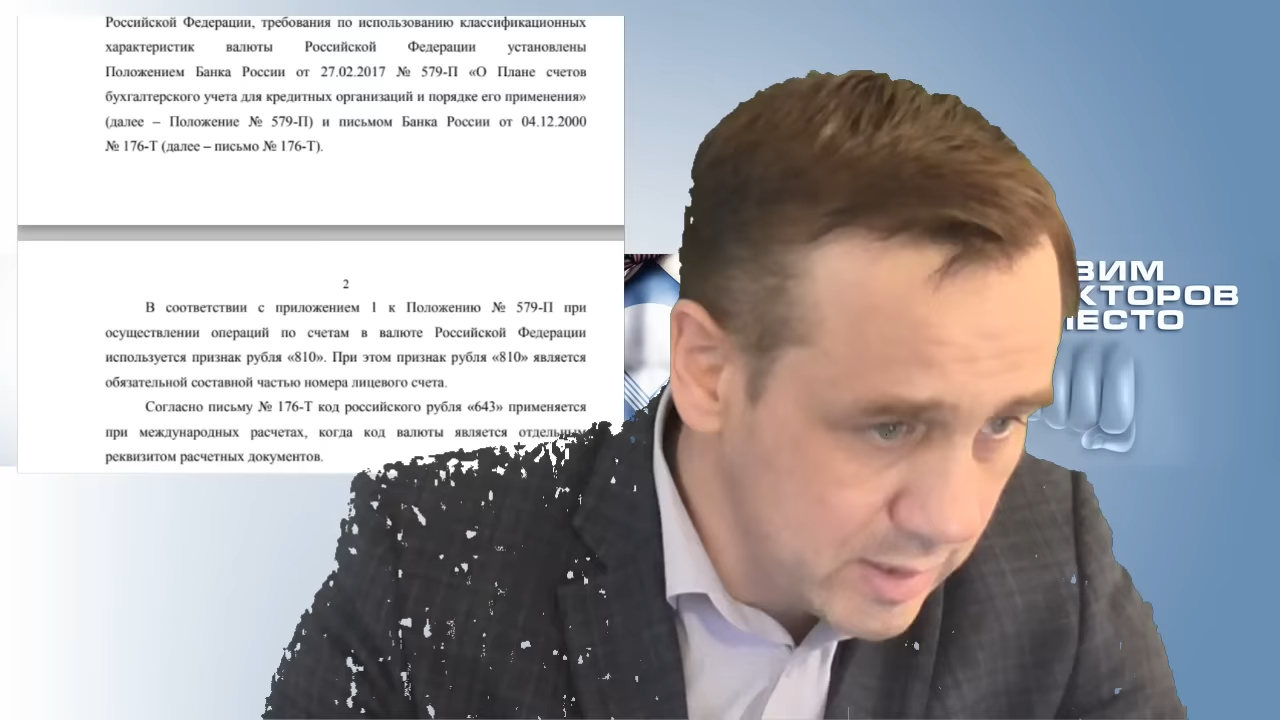 Российской Федерации, требования по использованию классификационных
характеристик валюты Российской Федерации установлены
Положением Банка России от 27.02.2017 № 579-П «О Плане счетов
бухгалтерского учета для кредитных организаций и порядке его применения»
(далее – Положение № 579-П) и письмом Банка России от 04.12.2000
№ 176-Т (далее – письмо № 176-Т).
2
В соответствии с приложением 1 к Положению № 579-П при
осуществлении операций по счетам в валюте Российской Федерации
используется признак рубля «810». При этом признак рубля «810» является
обязательной составной частью номера лицевого счета.
Согласно письму № 176-Т код российского рубля «643» применяется
при международных расчетах, когда код валюты является отдельным
реквизитом расчетных документов.
ВИМ
КТОРОВ
ЕСТО